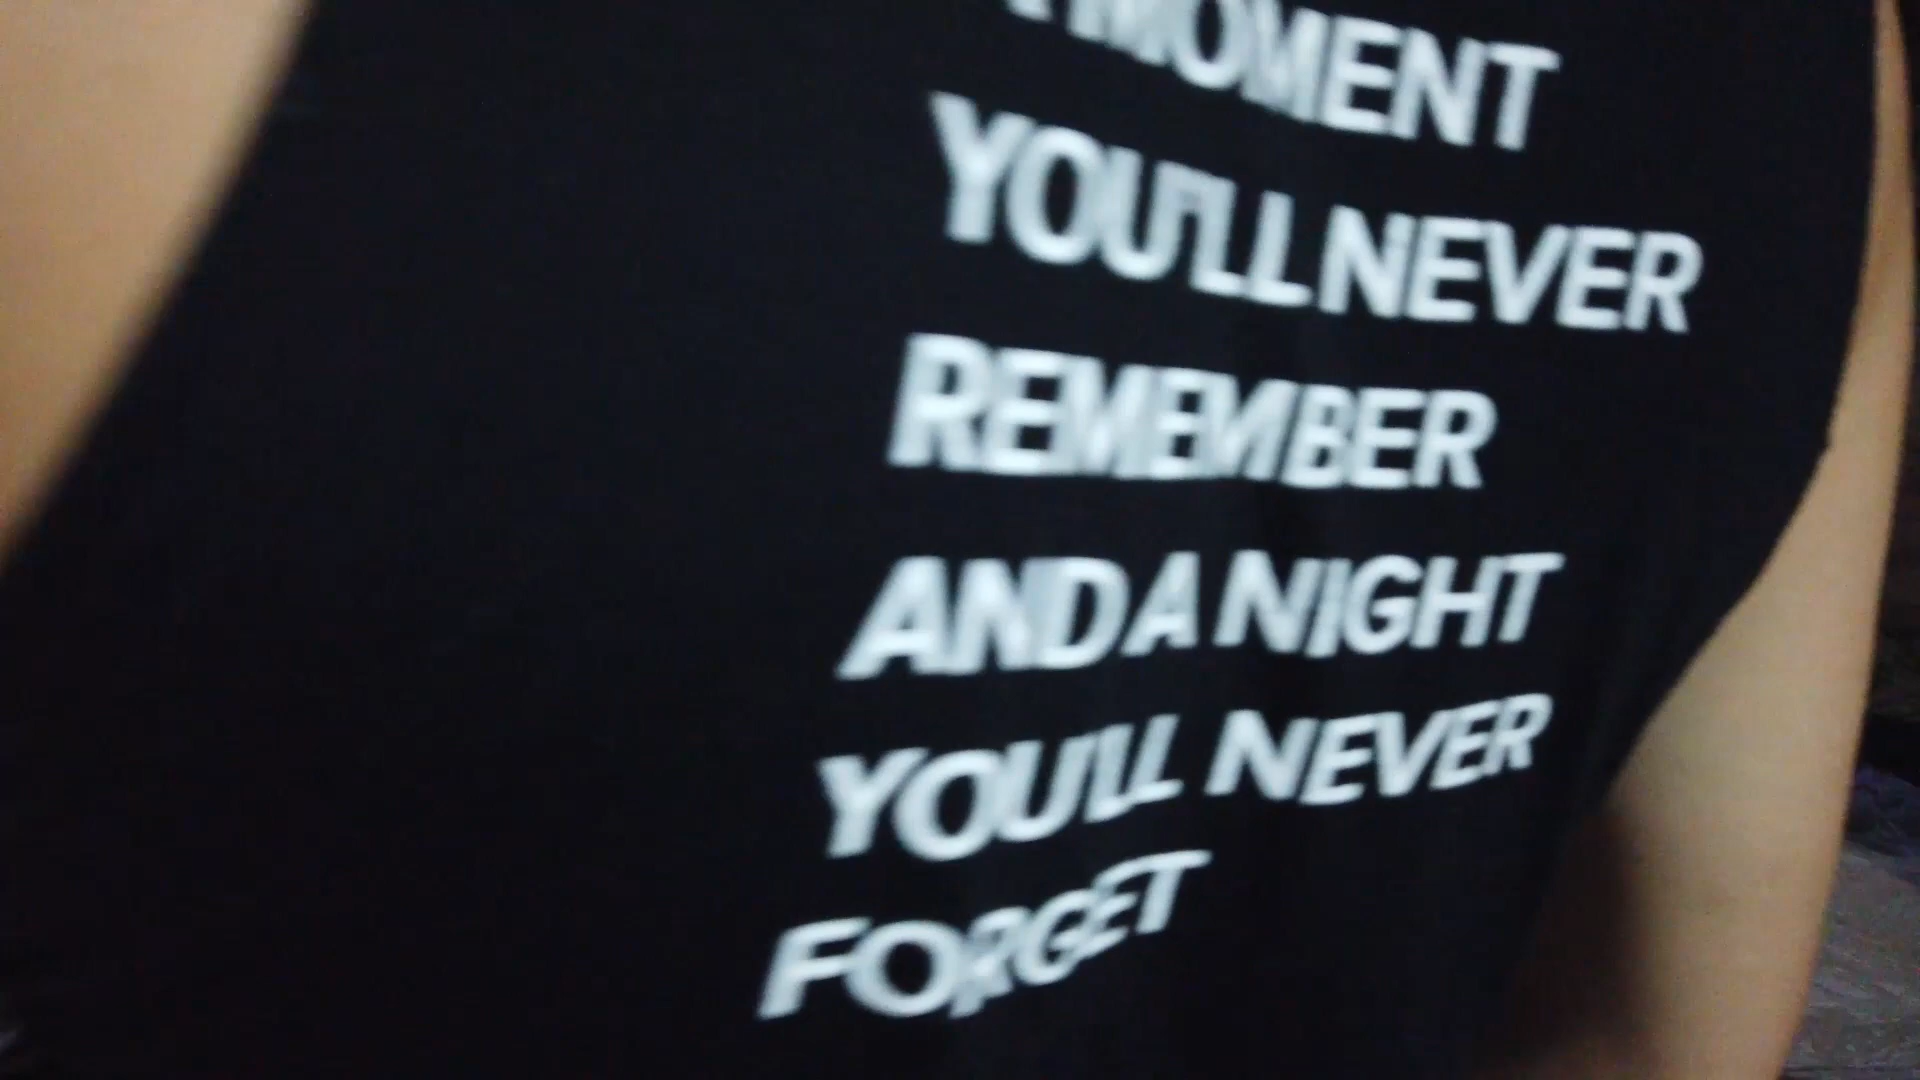 MOMENT
YOU'LL NEVER
REMEMBER
AND A NIGHT
YOU'LL NEVER
FORGET